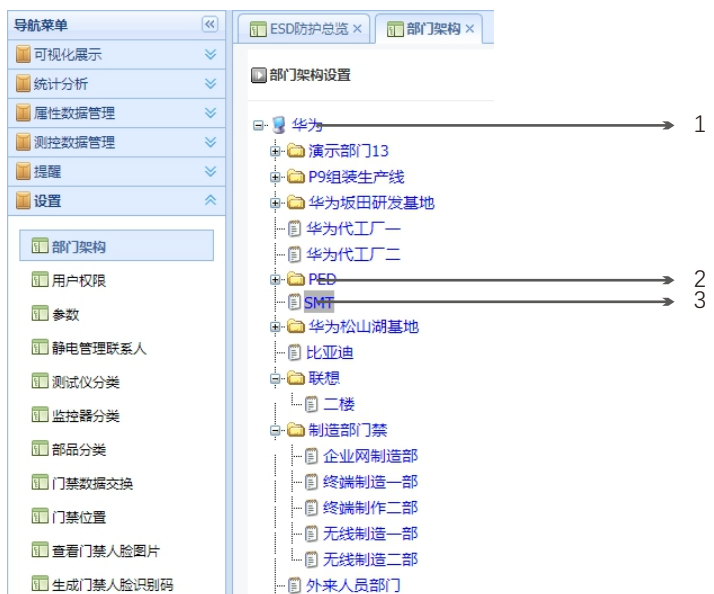 导航菜单
可视化展示
统计分析
属性数据管理
测控数据管理
提醒
设置
部门架构
用户权限
参数
静电管理联系人
测试仪分类
监控器分类
部品分类
门禁数据交换
门禁位置
查看门禁人脸图片
生成门禁人脸识别码
ESD防护总览
部门架构
部门架构设置
华为 1
演示部门13
P9组装生产线
华为坂田研发基地
华为代工厂一
华为代工厂二
PED 2
SMT 3
华为松山湖基地
比亚迪
联想
二楼
制造部门禁
企业网制造部
终端制造一部
终端制作二部
无线制造一部
无线制造二部
外来人员部门